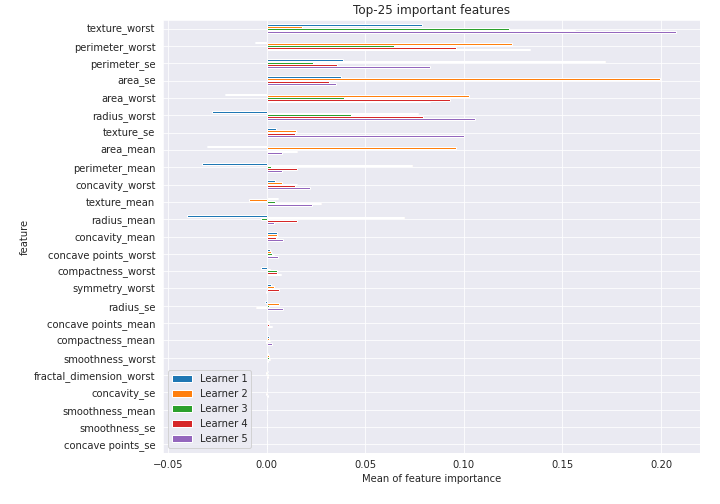 Top-25 important features
texture_worst
perimeter_worst
perimeter_se
area_se
area_worst
radius_worst
texture_se
area_mean
perimeter_mean
concavity_worst
texture_mean
radius_mean
concavity_mean
concave points_worst
compactness_worst
symmetry_worst
radius_se
concave points_mean
compactness_mean
smoothness_worst
fractal_dimension_worst
concavity_se
smoothness_mean
smoothness_se
concave points_se
feature
Learner 1
Learner 2
Learner 3
Learner 4
Learner 5
−0.05 0.00 0.05 0.10 0.15 0.20
Mean of feature importance